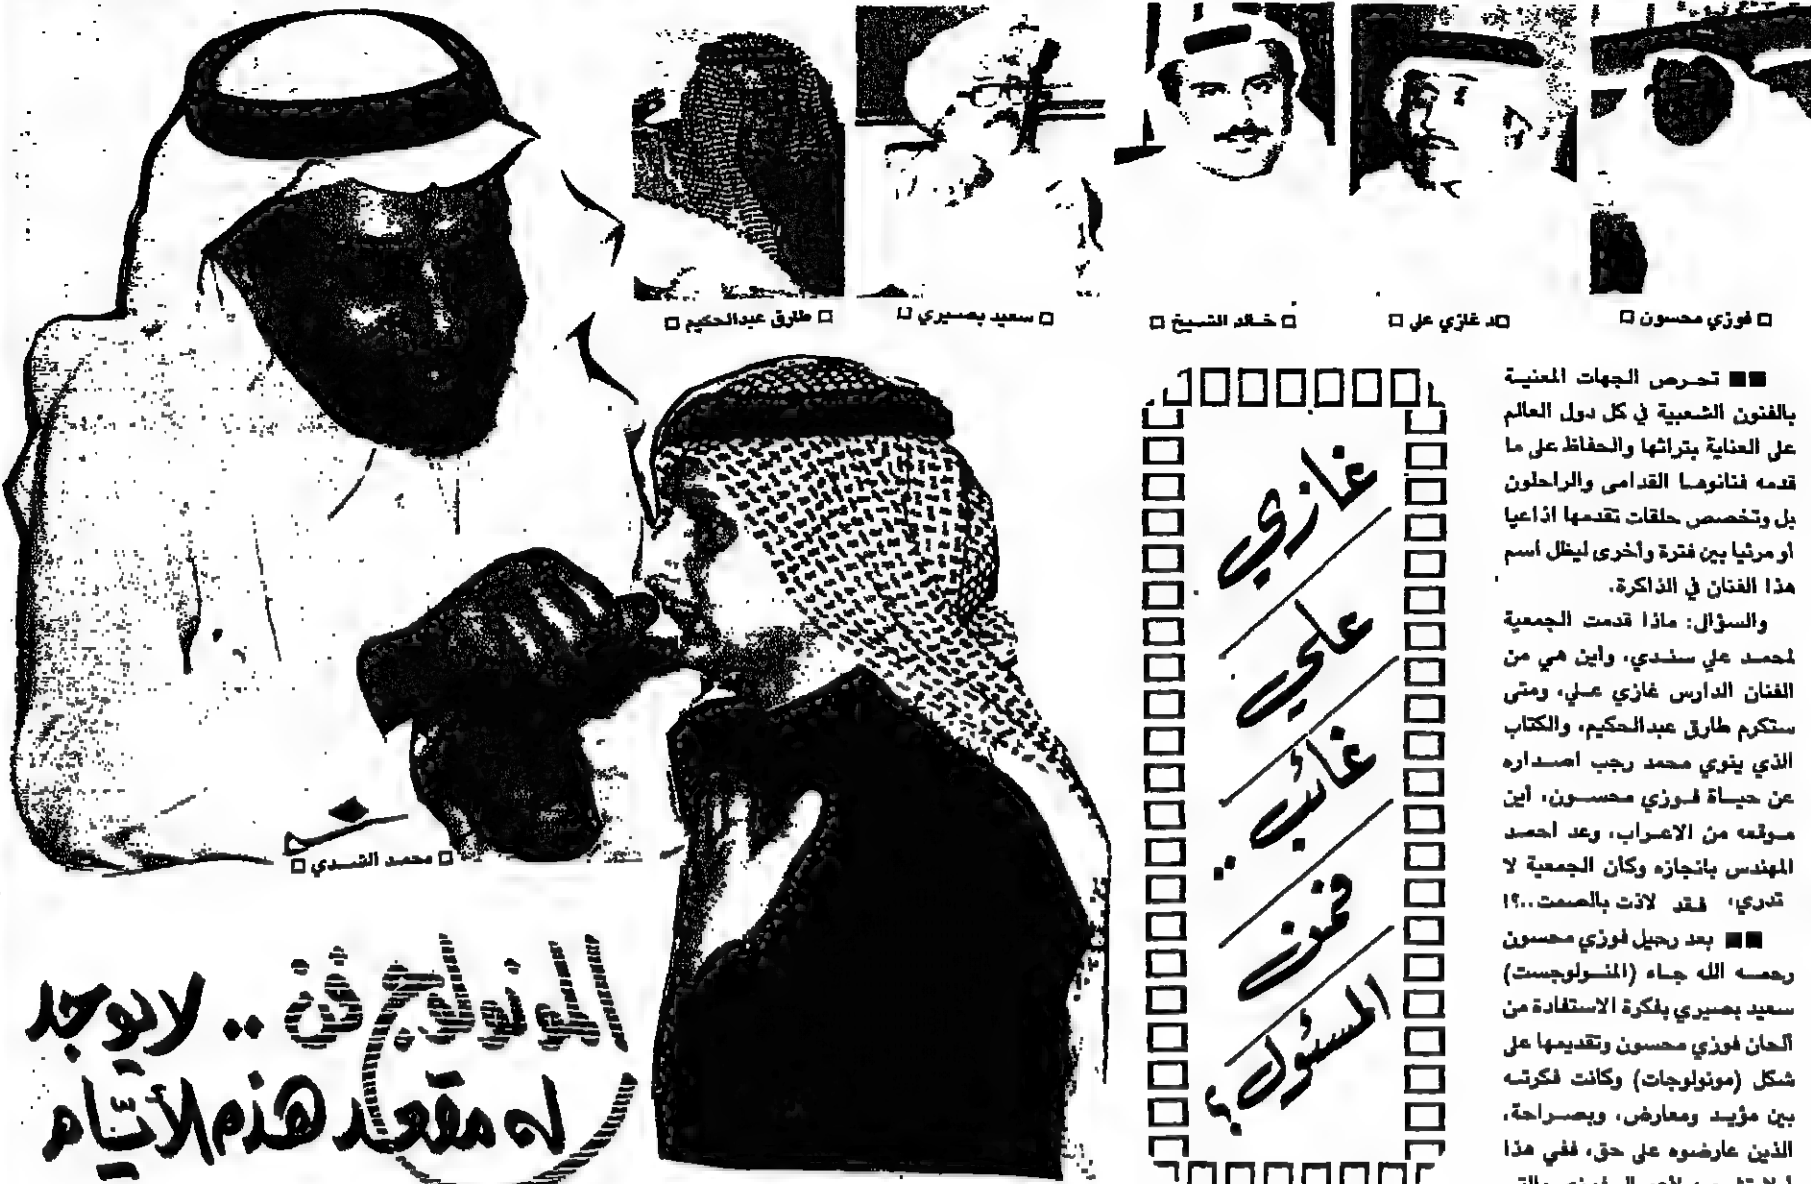 □ فوزي محسون □
□ د غازي علي □
□ خالد الشيخ □
□ سعيد بصيري □
□ طارق عبدالحكيم □
■■ تحرص الجهات المعنية
بالفنون الشعبية في كل دول العالم
على العناية بتراثها والحفاظ على ما
قدمه فنانوها القدامى والراحلون
بل وتخصص حلقات تقدمها اذاعيا
أو مرئيا بين فترة وأخرى ليظل أسم
هذا الفنان في الذاكرة.
والسؤال: ماذا قدمت الجمعية
لمحمد علي سندي، وأين هي من
الفنان الدارس غازي علي، ومتى
ستكرم طارق عبدالحكيم، والكتاب
الذي ينوي محمد رجب اصداره
عن حياة فوزي محسون، أين
موقعه من الاعراب، وعد احمد
المهندس بانجازه وكأن الجمعية لا
تدري، فقد لاذت بالصمت..؟!
■■ بعد رحيل فوزي محسون
رحمه الله جاء (المنولوجست)
سعيد بصيري بفكرة الاستفادة من
ألحان فوزي محسون وتقديمها على
شكل (مونولوجات) وكانت فكرته
بين مؤيد ومعارض، وبصراحة،
الذين عارضوه على حق، ففي هذا
غازي
علي
غائب..
فمن
المسئول؟
□ محمد الشدي □
المونولوج فن .. لا يوجد
له مقعد هذه الأيام